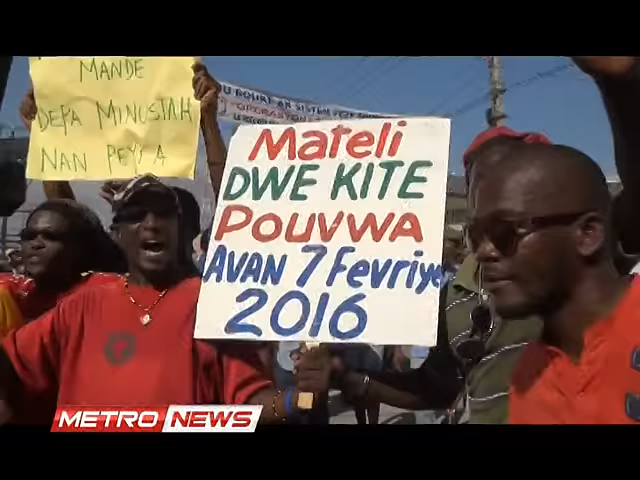 MANDE
DEPA MINUSTAH
NAN PEYI A
Mateli
DWE KITE
POUVWA
AVAN 7 Fevriye
2016
METRO NEWS